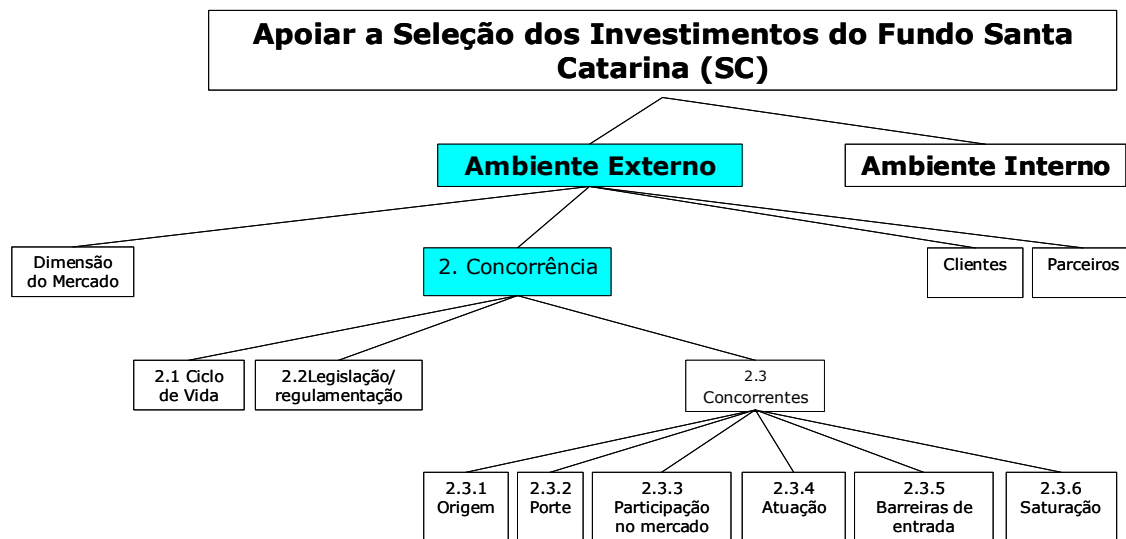 Apoiar a Seleção dos Investimentos do Fundo Santa
Catarina (SC)
Ambiente Externo
Ambiente Interno
Dimensão
do Mercado
2. Concorrência
Clientes
Parceiros
2.1 Ciclo
de Vida
2.2Legislação/
regulamentação
2.3
Concorrentes
2.3.1
Origem
2.3.2
Porte
2.3.3
Participação
no mercado
2.3.4
Atuação
2.3.5
Barreiras de
entrada
2.3.6
Saturação